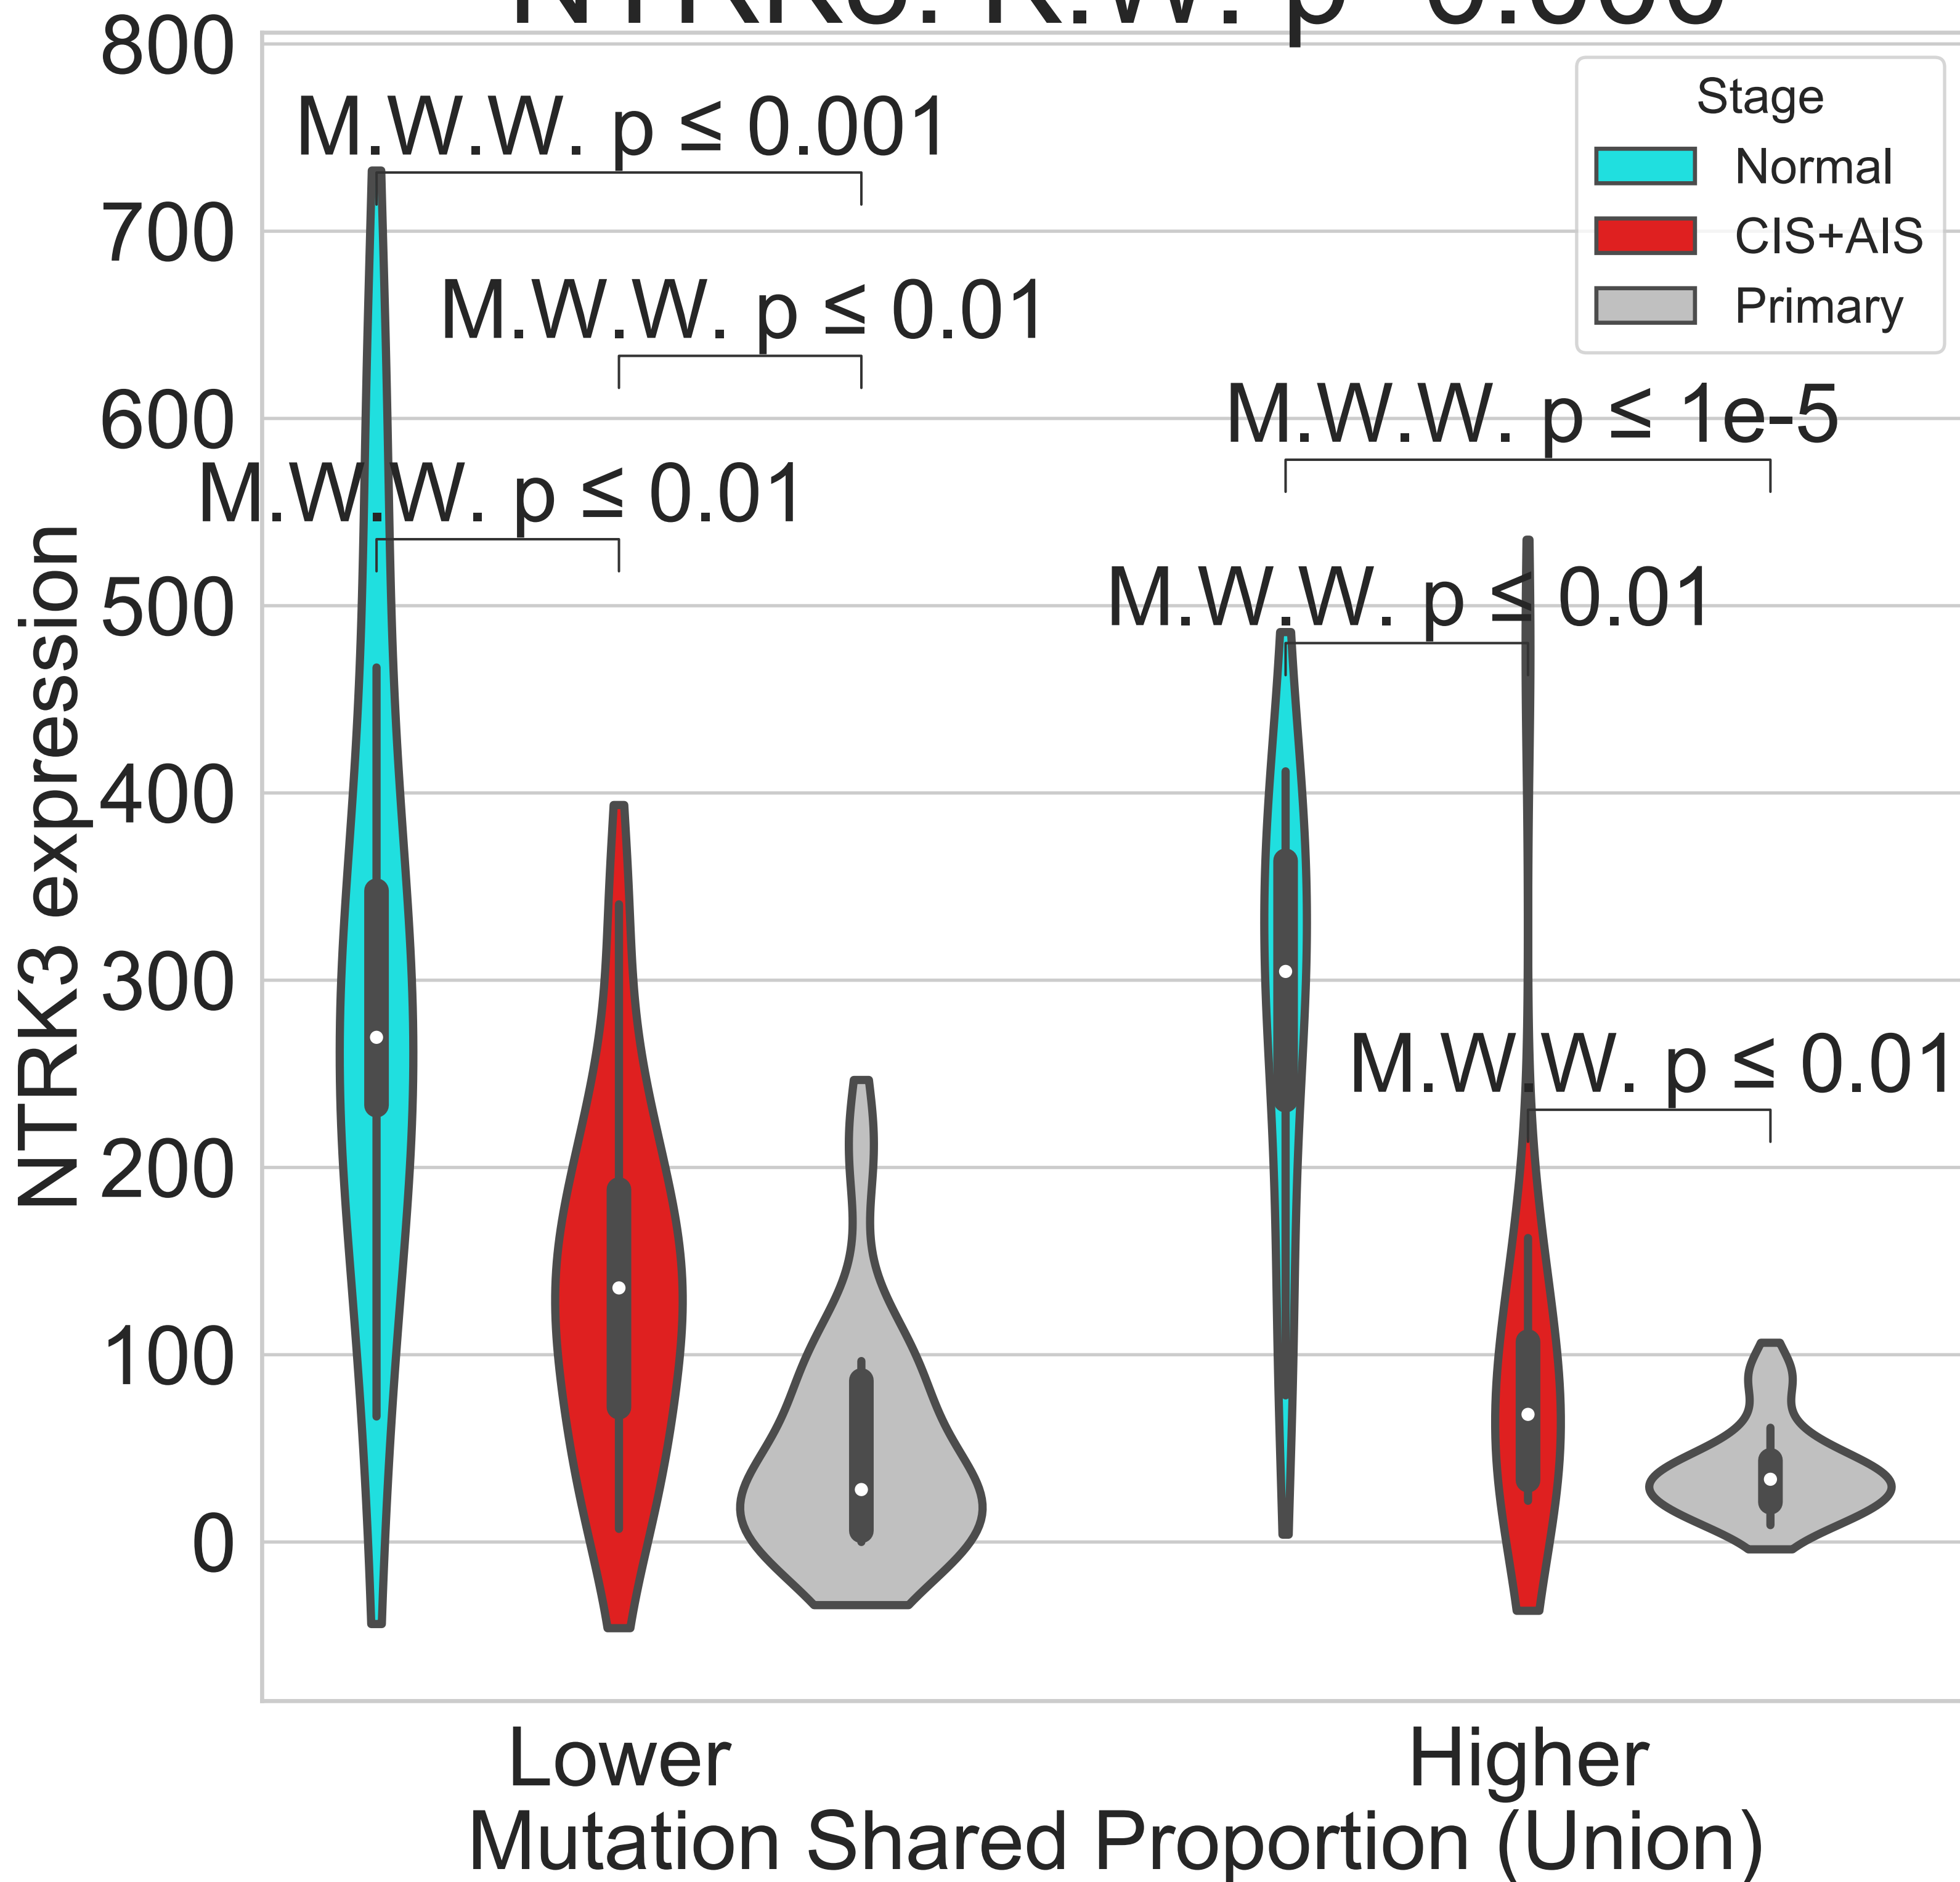 800
700
600
500
400
300
200
100
0
NTRK3 expression
M.W.W. p ≤ 0.001
M.W.W. p ≤ 0.01
M.W.W. p ≤ 0.01
M.W.W. p ≤ 1e-5
M.W.W. p ≤ 0.01
M.W.W. p ≤ 0.01
Stage
Normal
CIS+AIS
Primary
Lower
Higher
Mutation Shared Proportion (Union)